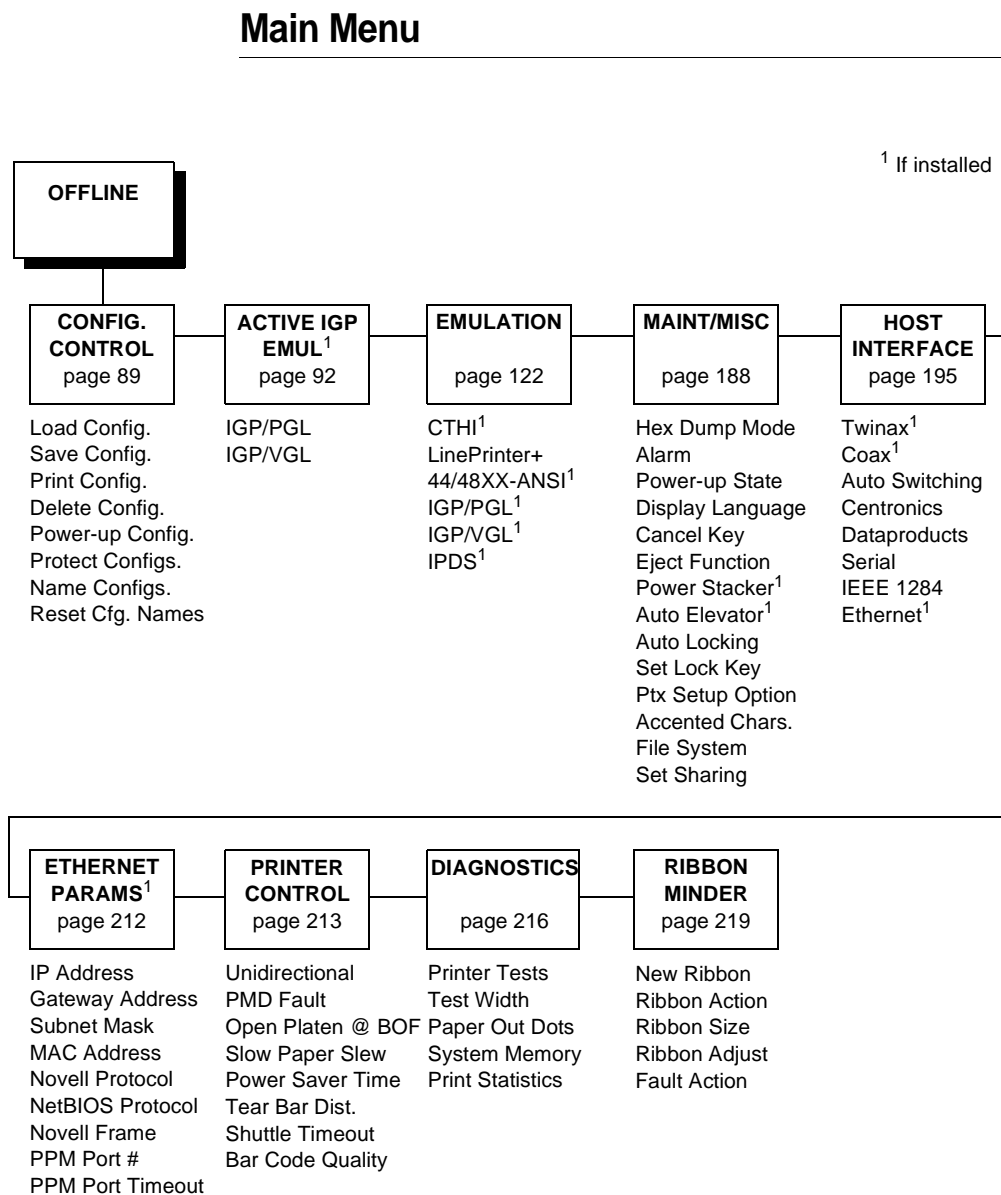 Main Menu
1 If installed
OFFLINE
CONFIG.
CONTROL
page 89
Load Config.
Save Config.
Print Config.
Delete Config.
Power-up Config.
Protect Configs.
Name Configs.
Reset Cfg. Names
ACTIVE IGP
EMUL1
page 92
IGP/PGL
IGP/VGL
EMULATION
page 122
CTHI1
LinePrinter+
44/48XX-ANSI1
IGP/PGL1
IGP/VGL1
IPDS1
MAINT/MISC
page 188
Hex Dump Mode
Alarm
Power-up State
Display Language
Cancel Key
Eject Function
Power Stacker1
Auto Elevator1
Auto Locking
Set Lock Key
Ptx Setup Option
Accented Chars.
File System
Set Sharing
HOST
INTERFACE
page 195
Twinax1
Coax1
Auto Switching
Centronics
Dataproducts
Serial
IEEE 1284
Ethernet1
ETHERNET
PARAMS1
page 212
IP Address
Gateway Address
Subnet Mask
MAC Address
Novell Protocol
NetBIOS Protocol
Novell Frame
PPM Port #
PPM Port Timeout
PRINTER
CONTROL
page 213
Unidirectional
PMD Fault
Open Platen @ BOF
Slow Paper Slew
Power Saver Time
Tear Bar Dist.
Shuttle Timeout
Bar Code Quality
DIAGNOSTICS
page 216
Printer Tests
Test Width
Paper Out Dots
System Memory
Print Statistics
RIBBON
MINDER
page 219
New Ribbon
Ribbon Action
Ribbon Size
Ribbon Adjust
Fault Action